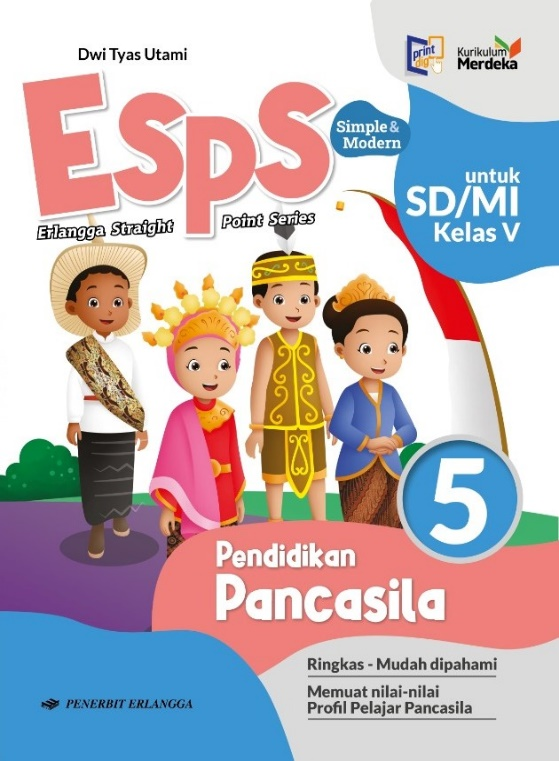 Dwi Tyas Utami
print
dig
Kurikulum
Merdeka
ESPS
Erlangga Straight Point Series
Simple &
Modern
untuk
SD/MI
Kelas V
5
Pendidikan
Pancasila
Ringkas - Mudah dipahami
Memuat nilai-nilai
Profil Pelajar Pancasila
PENERBIT ERLANGGA